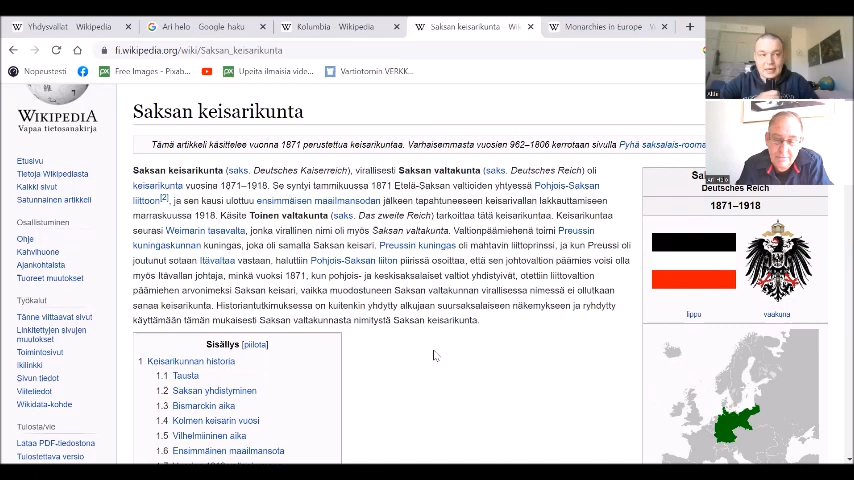 Yhdysvallat Wikipedia
Ari helo Google haku
Kolumbia Wikipedia
Saksan keisarikunta Wi
Monarchies in Europe W
fi.wikipedia.org/wiki/Saksan_keisarikunta
Nopeustesti
Free Images - Pixab...
Upeita ilmaisia video...
Vartiotornin VERKK...
WIKIPEDIA
Vapaa tietosanakirja
Etusivu
Tietoja Wikipediasta
Kaikki sivut
Satunnainen artikkeli
Osallistuminen
Ohje
Kahvihuone
Ajankohtaista
Tuoreet muutokset
Työkalut
Tänne viittaavat sivut
Linkitettyjen sivujen
muutokset
Toimintosivut
Ikilinkki
Sivun tiedot
Viitetiedot
Wikidata-kohde
Tulosta/vie
Lataa PDF-tiedostona
Tulostettava versio
Saksan keisarikunta
Tämä artikkeli käsittelee vuonna 1871 perustettua keisarikuntaa. Varhaisemmasta vuosien 962–1806 kerrotaan sivulla Pyhä saksalais-rooma
Saksan keisarikunta (saks. Deutsches Kaiserreich), virallisesti Saksan valtakunta (saks. Deutsches Reich) oli
keisarikunta vuosina 1871–1918. Se syntyi tammikuussa 1871 Etelä-Saksan valtioiden yhtyessä Pohjois-Saksan
liittoon[2], ja sen kausi ulottuu ensimmäisen maailmansodan jälkeen tapahtuneeseen keisarivallan lakkauttamiseen
marraskuussa 1918. Käsite Toinen valtakunta (saks. Das zweite Reich) tarkoittaa tätä keisarikuntaa. Keisarikuntaa
seurasi Weimarin tasavalta, jonka virallinen nimi oli myös Saksan valtakunta. Valtionpäämiehenä toimi Preussin
kuningaskunnan kuningas, joka oli samalla Saksan keisari. Preussin kuningas oli mahtavin liittoprinssi, ja kun Preussi oli
joutunut sotaan Itävaltaa vastaan, haluttiin Pohjois-Saksan liiton piirissä osoittaa, että sen johtovaltion päämies voisi olla
myös Itävallan johtaja, minkä vuoksi 1871, kun pohjois- ja keskisaksalaiset valtiot yhdistyivät, otettiin liittovaltion
päämiehen arvonimeksi Saksan keisari, vaikka muodostuneen Saksan valtakunnan virallisessa nimessä ei ollutkaan
sanaa keisarikunta. Historiantutkimuksessa on kuitenkin yhdytty alkujaan suursaksalaiseen näkemykseen ja ryhdytty
käyttämään tämän mukaisesti Saksan valtakunnasta nimitystä Saksan keisarikunta.
Sisällys [piilota]
1 Keisarikunnan historia
1.1 Tausta
1.2 Saksan yhdistyminen
1.3 Bismarckin aika
1.4 Kolmen keisarin vuosi
1.5 Vilhelmiininen aika
1.6 Ensimmäinen maailmansota
Deutsches Reich
1871–1918
lippu
vaakuna